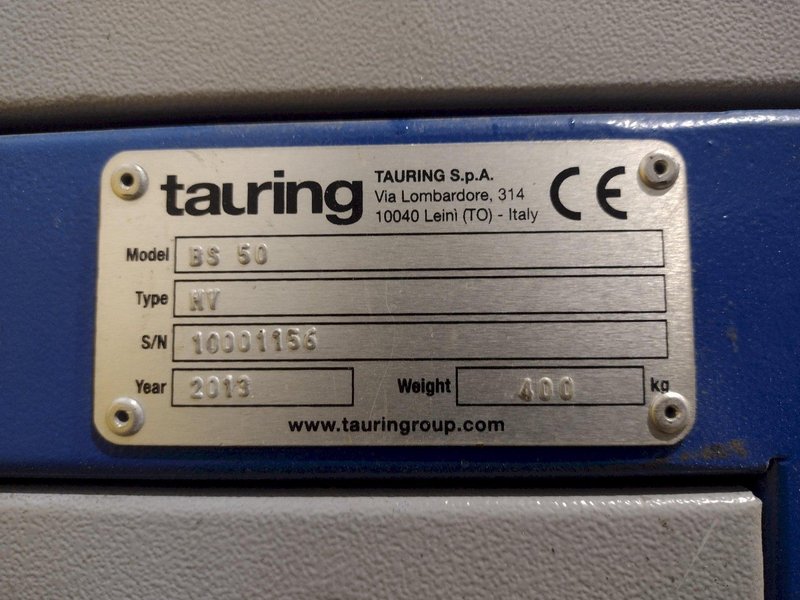 tauring
TAURING S.p.A.
Via Lombardore, 314
10040 Leinì (TO) - Italy
CE
Model BS 50
Type NV
S/N 10001156
Year 2013 Weight 400 kg
www.tauringroup.com